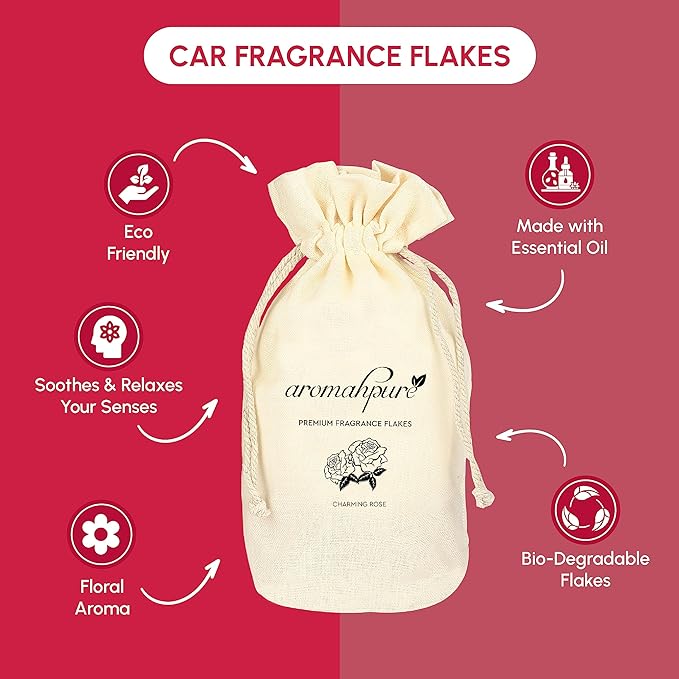 CAR FRAGRANCE FLAKES
Eco
Friendly
Made with
Essential Oil
Soothes & Relaxes
Your Senses
aromahpure
PREMIUM FRAGRANCE FLAKES
CHARMING ROSE
Floral
Aroma
Bio-Degradable
Flakes